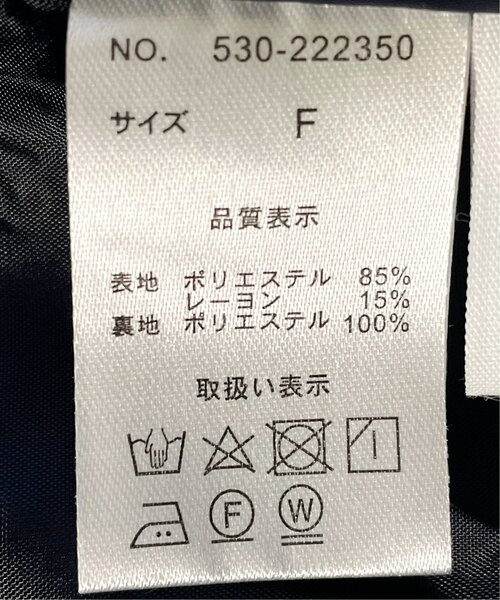 NO. 530-222350
サイズ F
品質表示
表地 ポリエステル 85%
レーヨン 15%
裏地 ポリエステル 100%
取扱い表示
F W